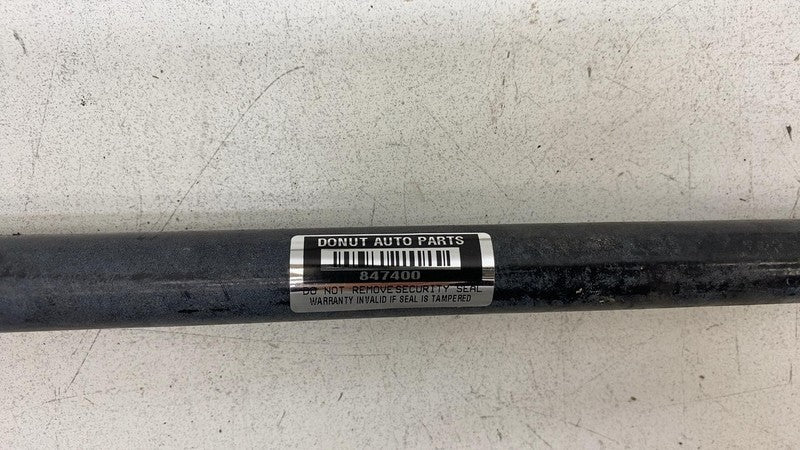 DONUT AUTO PARTS
847400
DO NOT REMOVE SECURITY SEAL
WARRANTY INVALID IF SEAL IS TAMPERED